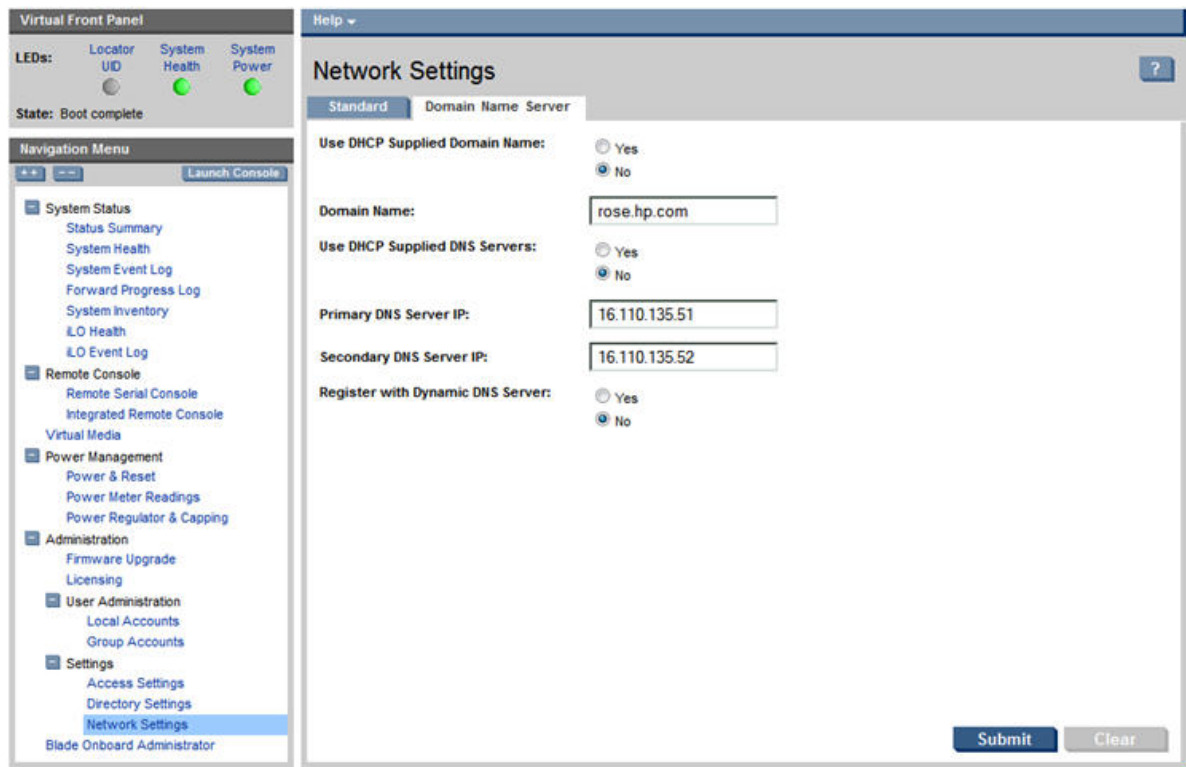 Virtual Front Panel
LEDs:
Locator UID
System Health
System Power
State: Boot complete
Navigation Menu
++
--
Launch Console
System Status
Status Summary
System Health
System Event Log
Forward Progress Log
System Inventory
iLO Health
iLO Event Log
Remote Console
Remote Serial Console
Integrated Remote Console
Virtual Media
Power Management
Power & Reset
Power Meter Readings
Power Regulator & Capping
Administration
Firmware Upgrade
Licensing
User Administration
Local Accounts
Group Accounts
Settings
Access Settings
Directory Settings
Network Settings
Blade Onboard Administrator
Help
Network Settings
?
Standard
Domain Name Server
Use DHCP Supplied Domain Name:
Yes
No
Domain Name:
rose.hp.com
Use DHCP Supplied DNS Servers:
Yes
No
Primary DNS Server IP:
16.110.135.51
Secondary DNS Server IP:
16.110.135.52
Register with Dynamic DNS Server:
Yes
No
Submit
Clear